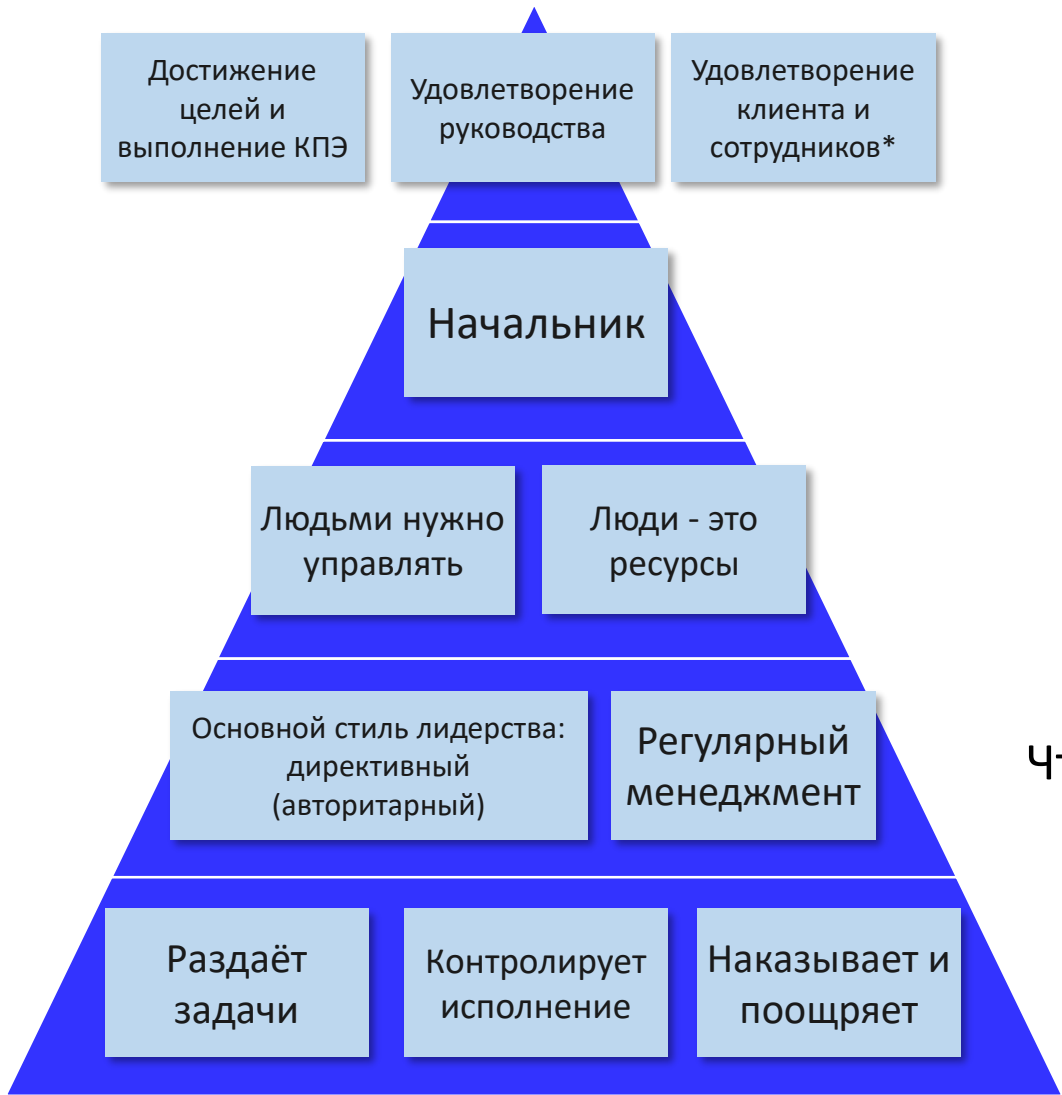 Достижение
целей и
выполнение КПЭ
Удовлетворение
руководства
Удовлетворение
клиента и
сотрудников*
Начальник
Людьми нужно
управлять
Люди - это
ресурсы
Основной стиль лидерства:
директивный
(авторитарный)
Регулярный
менеджмент
Раздаёт
задачи
Контролирует
исполнение
Наказывает и
поощряет